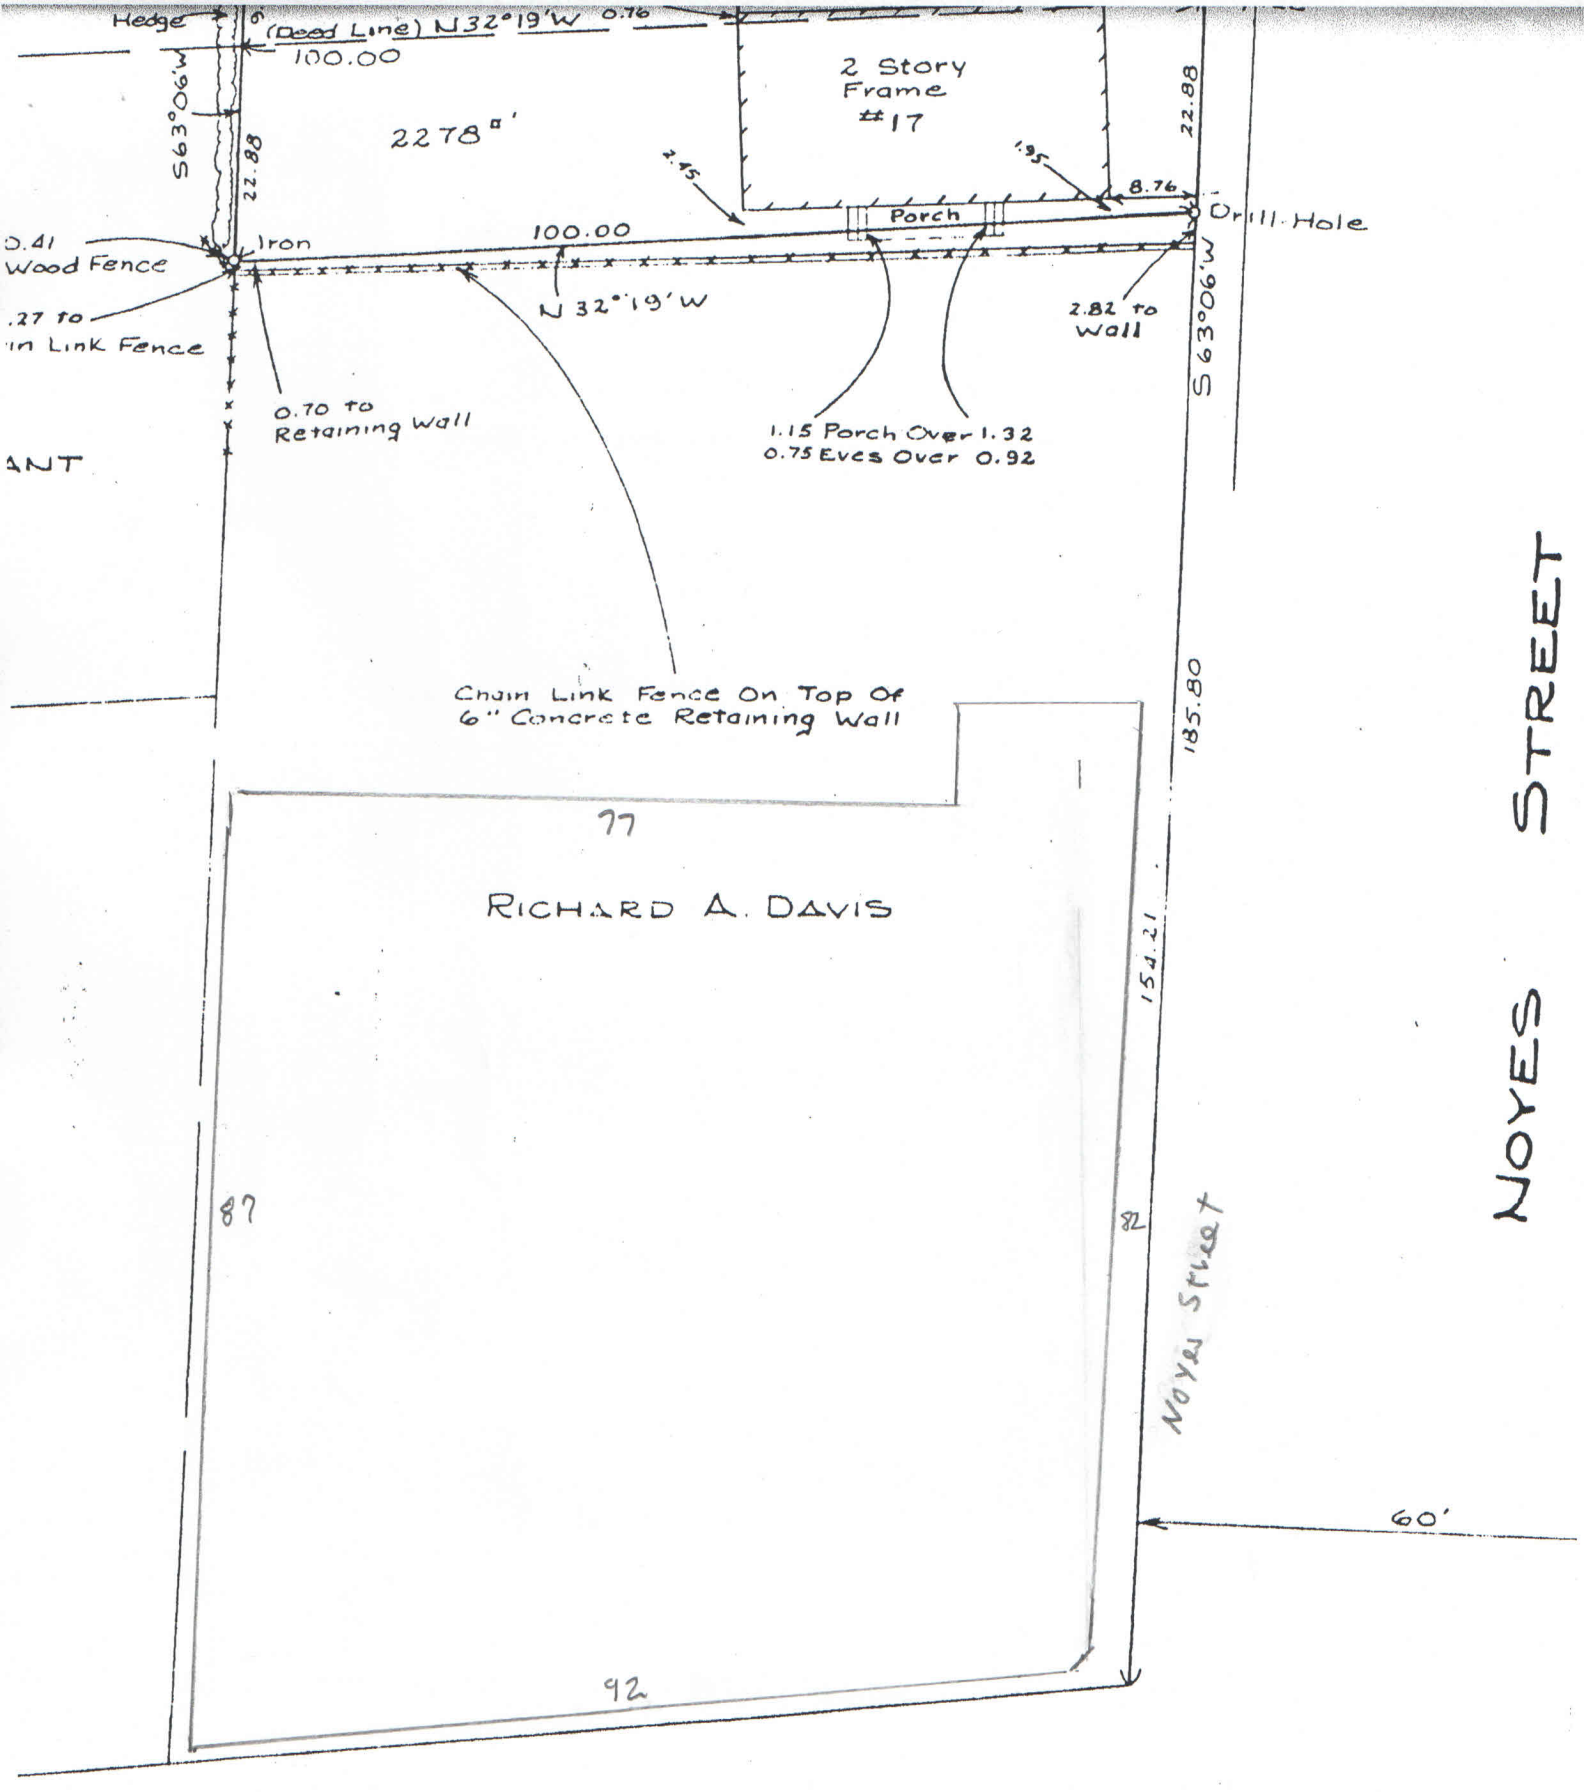 Hedge
(Deed Line) N 32°19'W 0.76
100.00
S63°06'W
22.88
2278 □'
2 Story
Frame
#17
22.88
2.45
1.95
8.76
Porch
Drill Hole
0.41
Wood Fence
Iron
100.00
N 32°19'W
.27 to
in Link Fence
0.70 to
Retaining Wall
2.82 to
Wall
S 63°06'W
1.15 Porch Over 1.32
0.75 Eves Over 0.92
ANT
Chain Link Fence On Top Of
6" Concrete Retaining Wall
185.80
77
RICHARD A. DAVIS
154.21
87
82
Noyes Street
NOYES STREET
60'
92